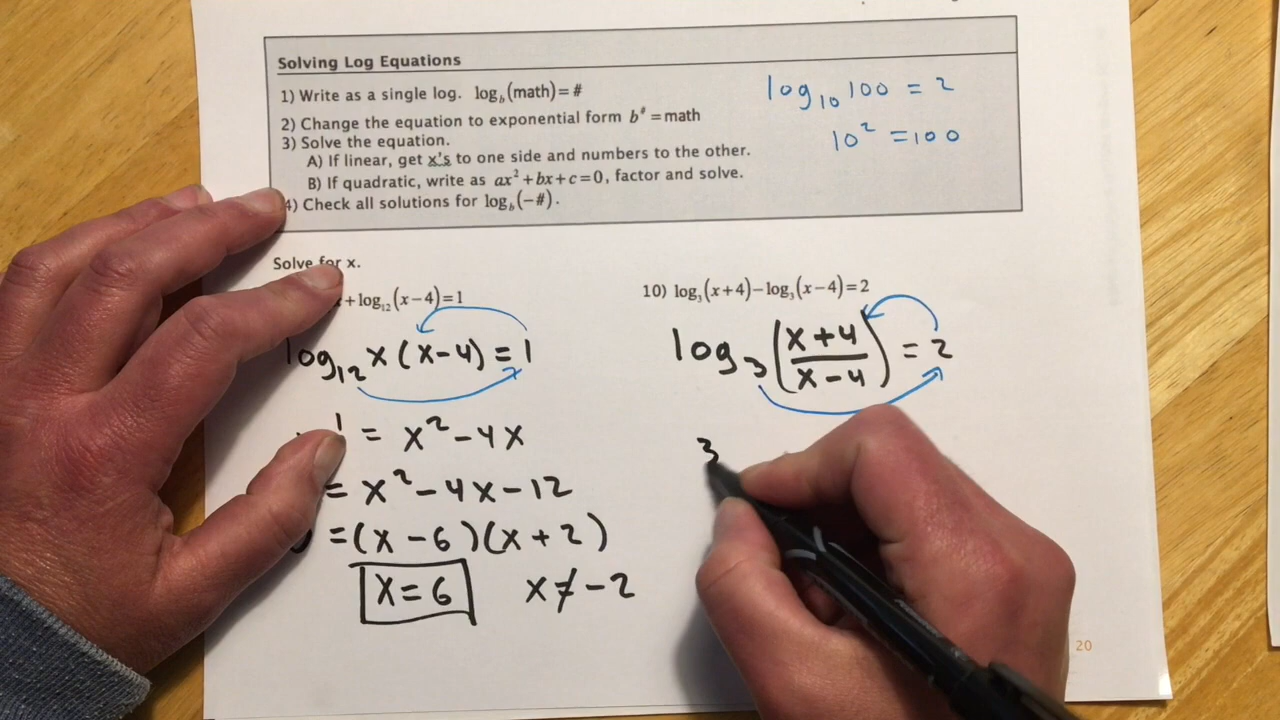 Solving Log Equations
1) Write as a single log. log_b(math)=#
2) Change the equation to exponential form b^#=math
3) Solve the equation.
A) If linear, get x's to one side and numbers to the other.
B) If quadratic, write as ax²+bx+c=0, factor and solve.
4) Check all solutions for log_b(-#).
log₁₀100 = 2
10² = 100
Solve for x.
+log₁₂(x-4)=1
log₁₂ x(x-4) = 1
¹ = x²-4x
= x²-4x-12
=(x-6)(x+2)
x=6 x≠-2
10) log₃(x+4)-log₃(x-4)=2
log₃((x+4)/(x-4)) = 2
3
20